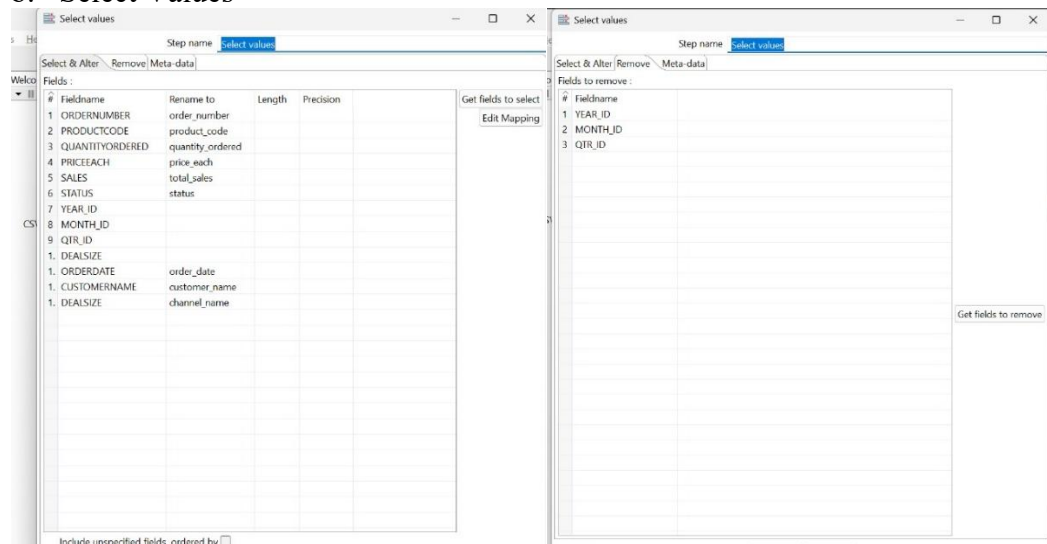 Select values
Step name Select values
Select & Alter Remove Meta-data
Fields :
# Fieldname Rename to Length Precision
1 ORDERNUMBER order_number
2 PRODUCTCODE product_code
3 QUANTITYORDERED quantity_ordered
4 PRICEEACH price_each
5 SALES total_sales
6 STATUS status
7 YEAR_ID
8 MONTH_ID
9 QTR_ID
1. DEALSIZE
1. ORDERDATE order_date
1. CUSTOMERNAME customer_name
1. DEALSIZE channel_name
Get fields to select
Edit Mapping
Include unspecified fields, ordered by
Welco
Select values
Step name Select values
Select & Alter Remove Meta-data
Fields to remove :
# Fieldname
1 YEAR_ID
2 MONTH_ID
3 QTR_ID
Get fields to remove